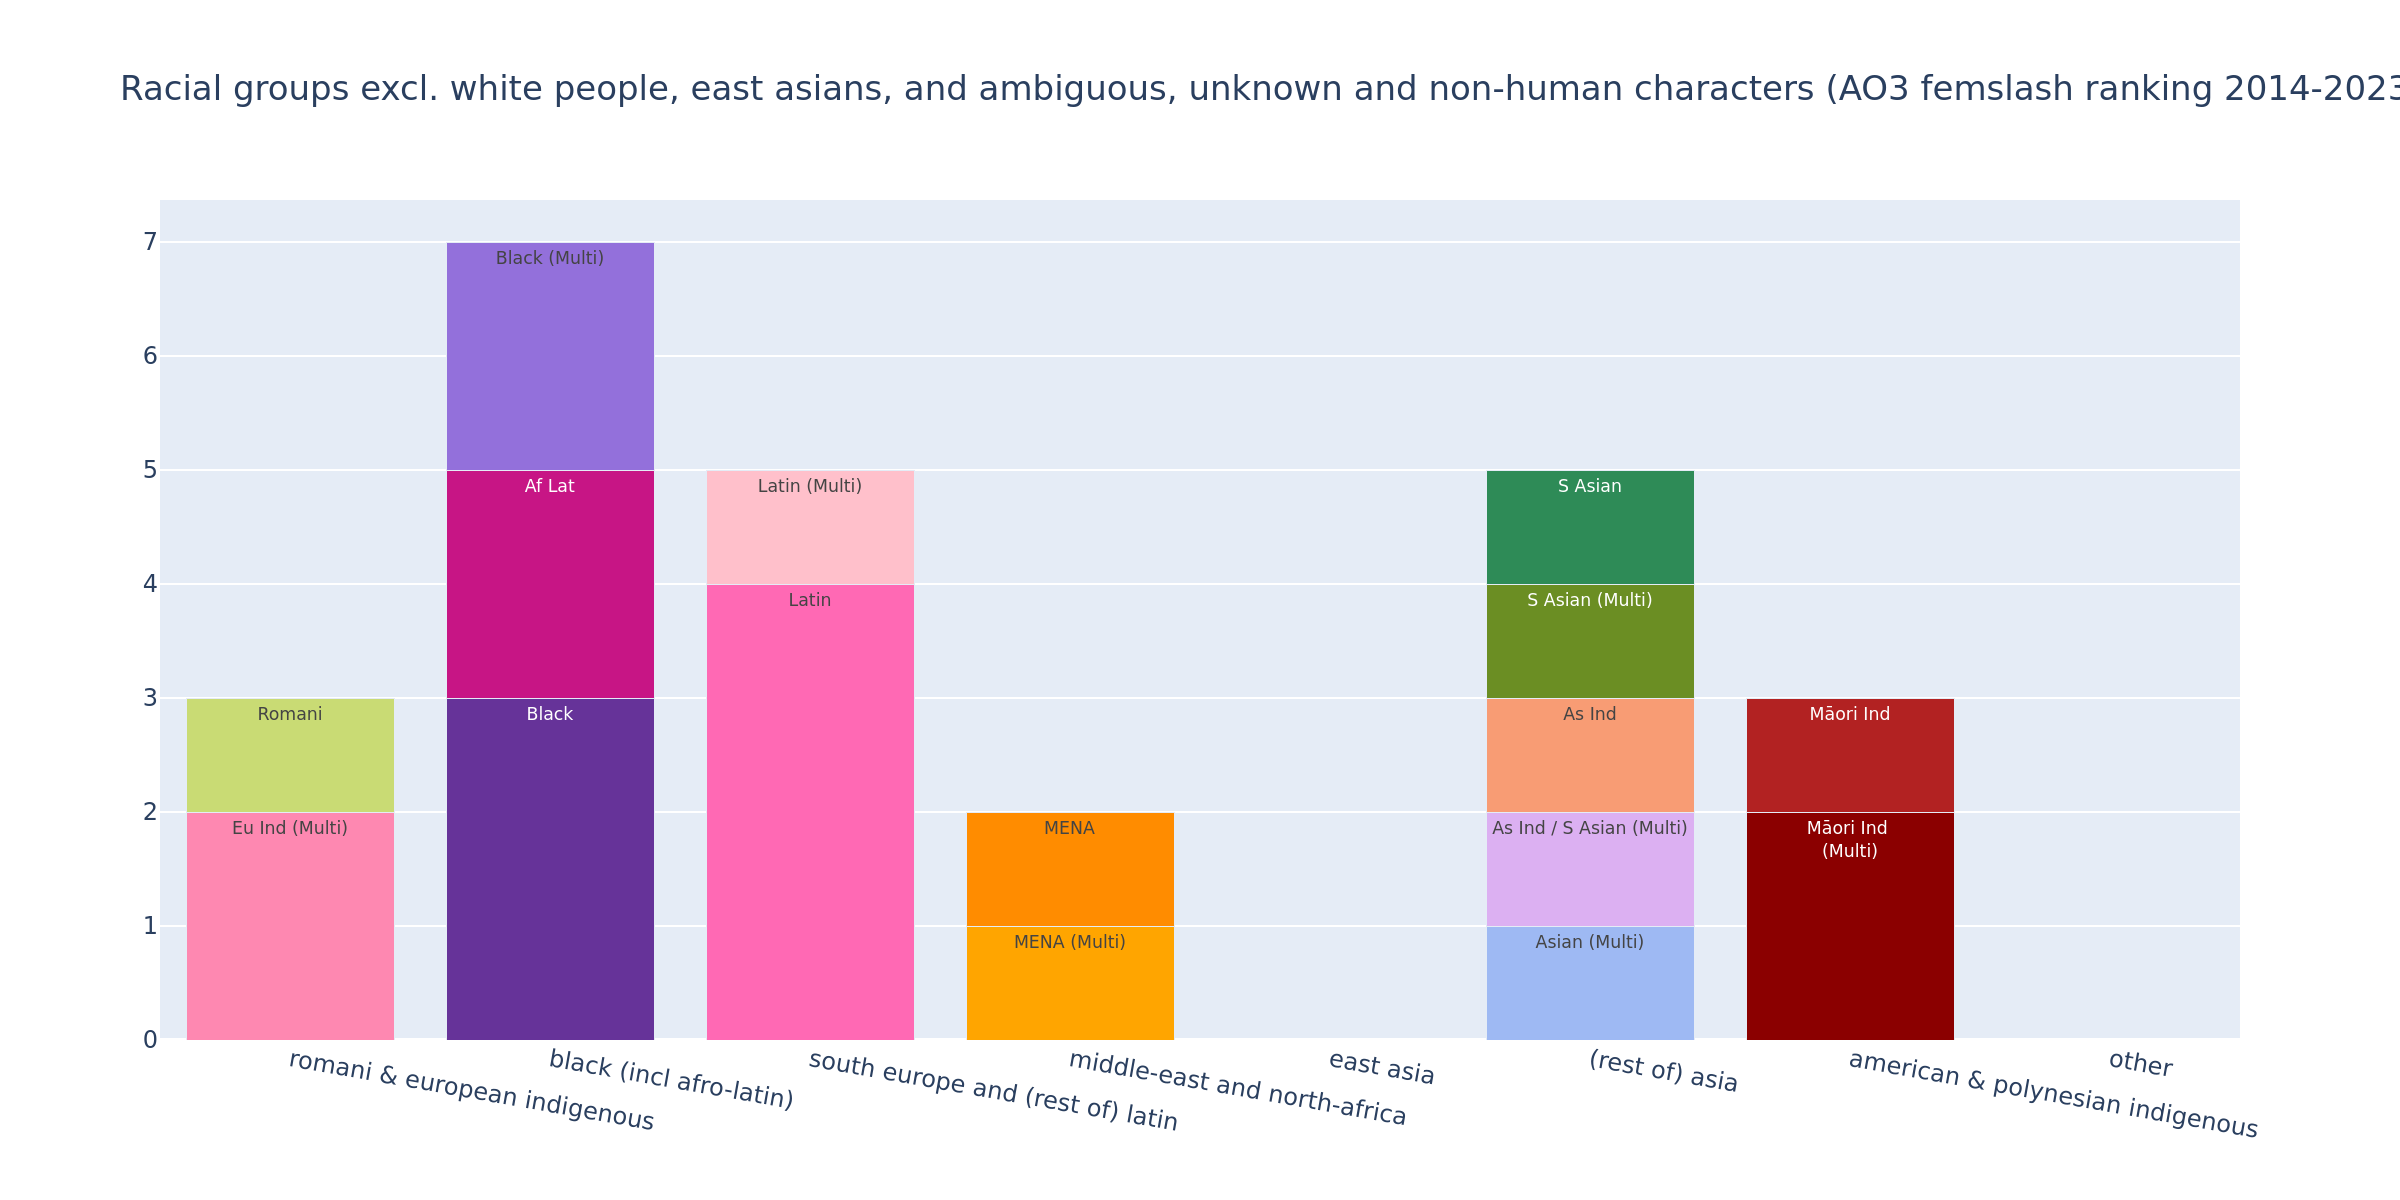 Racial groups excl. white people, east asians, and ambiguous, unknown and non-human characters (AO3 femslash ranking 2014-2023
7
6
5
4
3
2
1
0
Romani
Eu Ind (Multi)
Black (Multi)
Af Lat
Black
Latin (Multi)
Latin
MENA
MENA (Multi)
S Asian
S Asian (Multi)
As Ind
As Ind / S Asian (Multi)
Asian (Multi)
Māori Ind
Māori Ind
(Multi)
romani & european indigenous
black (incl afro-latin)
south europe and (rest of) latin
middle-east and north-africa
east asia
(rest of) asia
american & polynesian indigenous
other